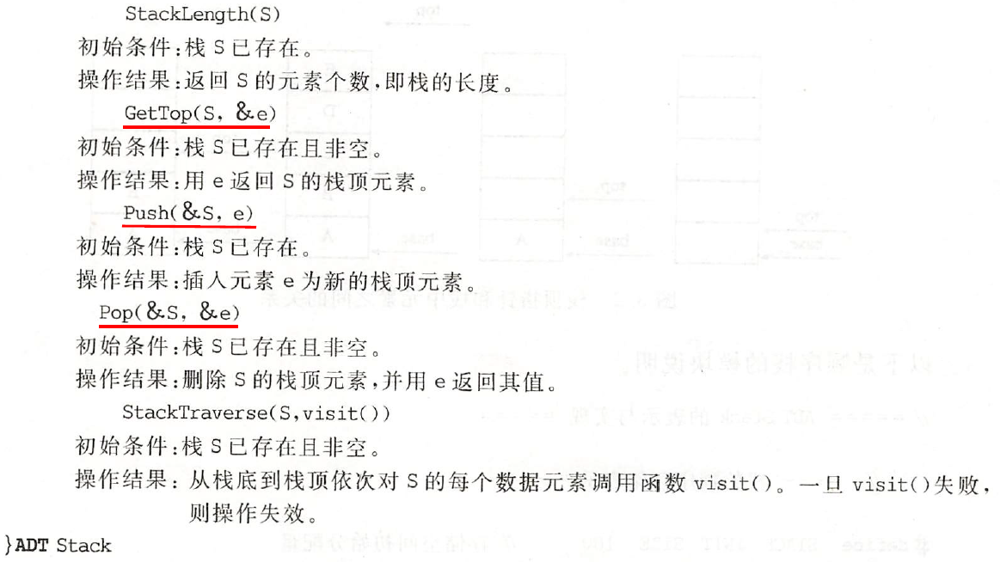 StackLength(S)
初始条件:栈 S 已存在。
操作结果:返回 S 的元素个数,即栈的长度。
GetTop(S, &e)
初始条件:栈 S 已存在且非空。
操作结果:用 e 返回 S 的栈顶元素。
Push(&S, e)
初始条件:栈 S 已存在。
操作结果:插入元素 e 为新的栈顶元素。
Pop(&S, &e)
初始条件:栈 S 已存在且非空。
操作结果:删除 S 的栈顶元素,并用 e 返回其值。
StackTraverse(S,visit())
初始条件:栈 S 已存在且非空。
操作结果: 从栈底到栈顶依次对 S 的每个数据元素调用函数 visit()。一旦 visit()失败,
则操作失效。
}ADT Stack